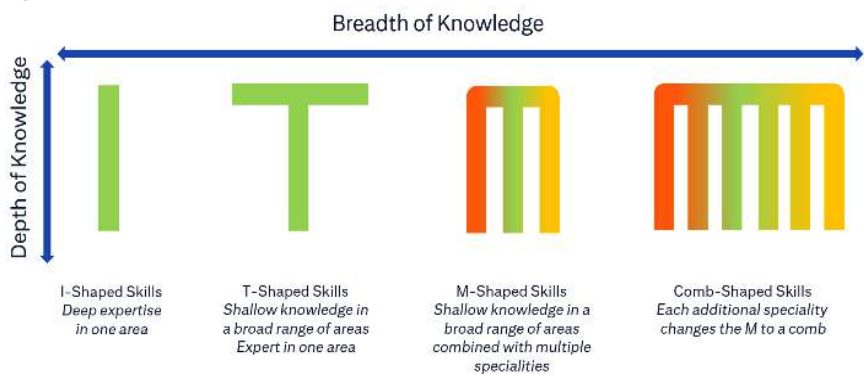 Breadth of Knowledge
Depth of Knowledge
I-Shaped Skills
Deep expertise
in one area
T-Shaped Skills
Shallow knowledge in
a broad range of areas
Expert in one area
M-Shaped Skills
Shallow knowledge in a
broad range of areas
combined with multiple
specialities
Comb-Shaped Skills
Each additional speciality
changes the M to a comb